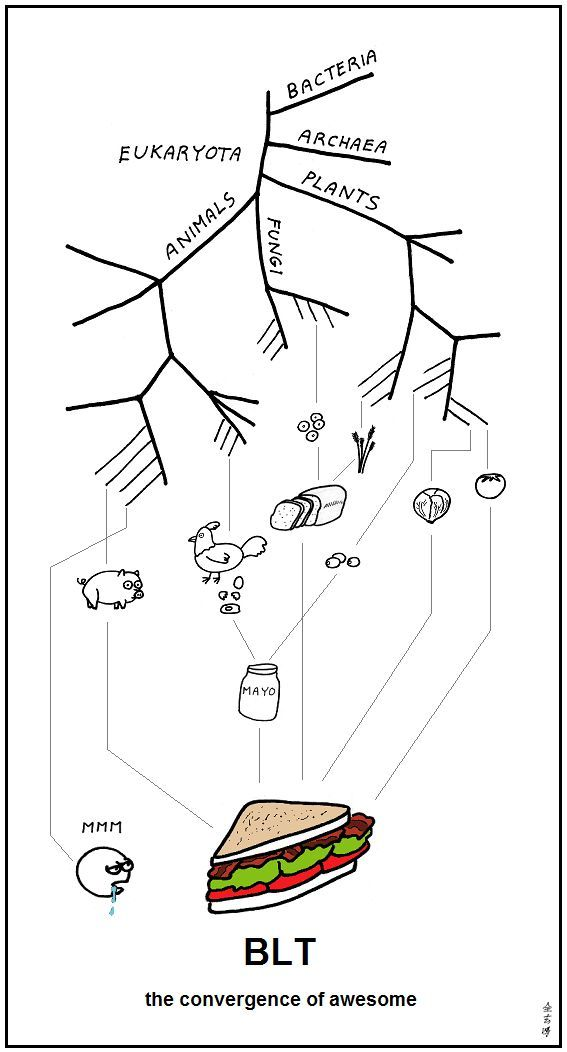 BACTERIA
EUKARYOTA
ARCHAEA
PLANTS
ANIMALS
FUNGI
MAYO
MMM
BLT
the convergence of awesome